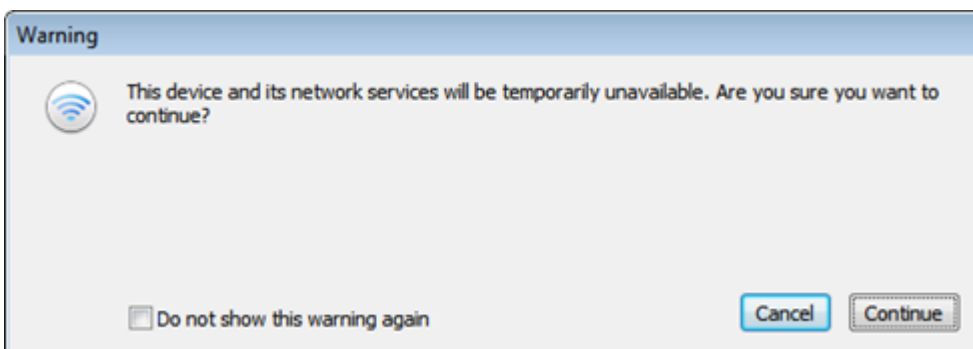 Warning
This device and its network services will be temporarily unavailable. Are you sure you want to
continue?
Do not show this warning again
Cancel
Continue